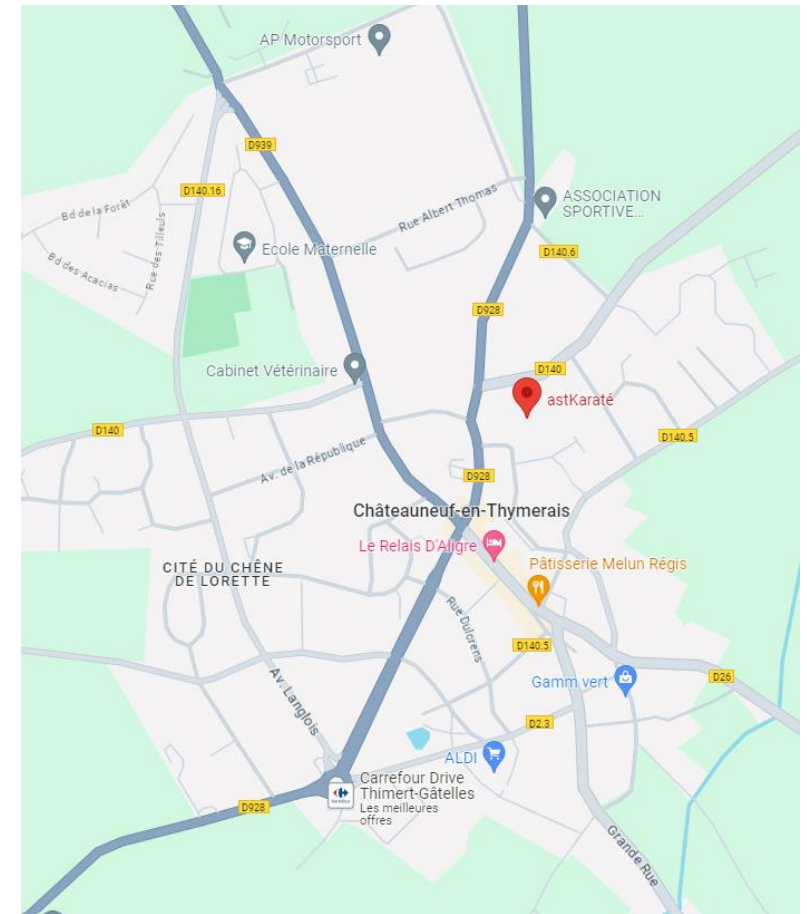 AP Motorsport
D939
D140.16
Bd de la Forêt
Rue des Tilleuls
Bd des Acacias
Ecole Maternelle
Rue Albert Thomas
ASSOCIATION
SPORTIVE...
D140.6
D928
Cabinet Vétérinaire
D140
astKaraté
D140
Av. de la République
D140.5
D928
Châteauneuf-en-Thymerais
Le Relais D'Aligre
Pâtisserie Melun Régis
CITÉ DU CHÊNE
DE LORETTE
Rue Dulorens
D140.5
Gamm vert
D26
Av. Langlois
D2.3
ALDI
Carrefour Drive
Thimert-Gâtelles
Les meilleures
offres
D928
Grande Rue